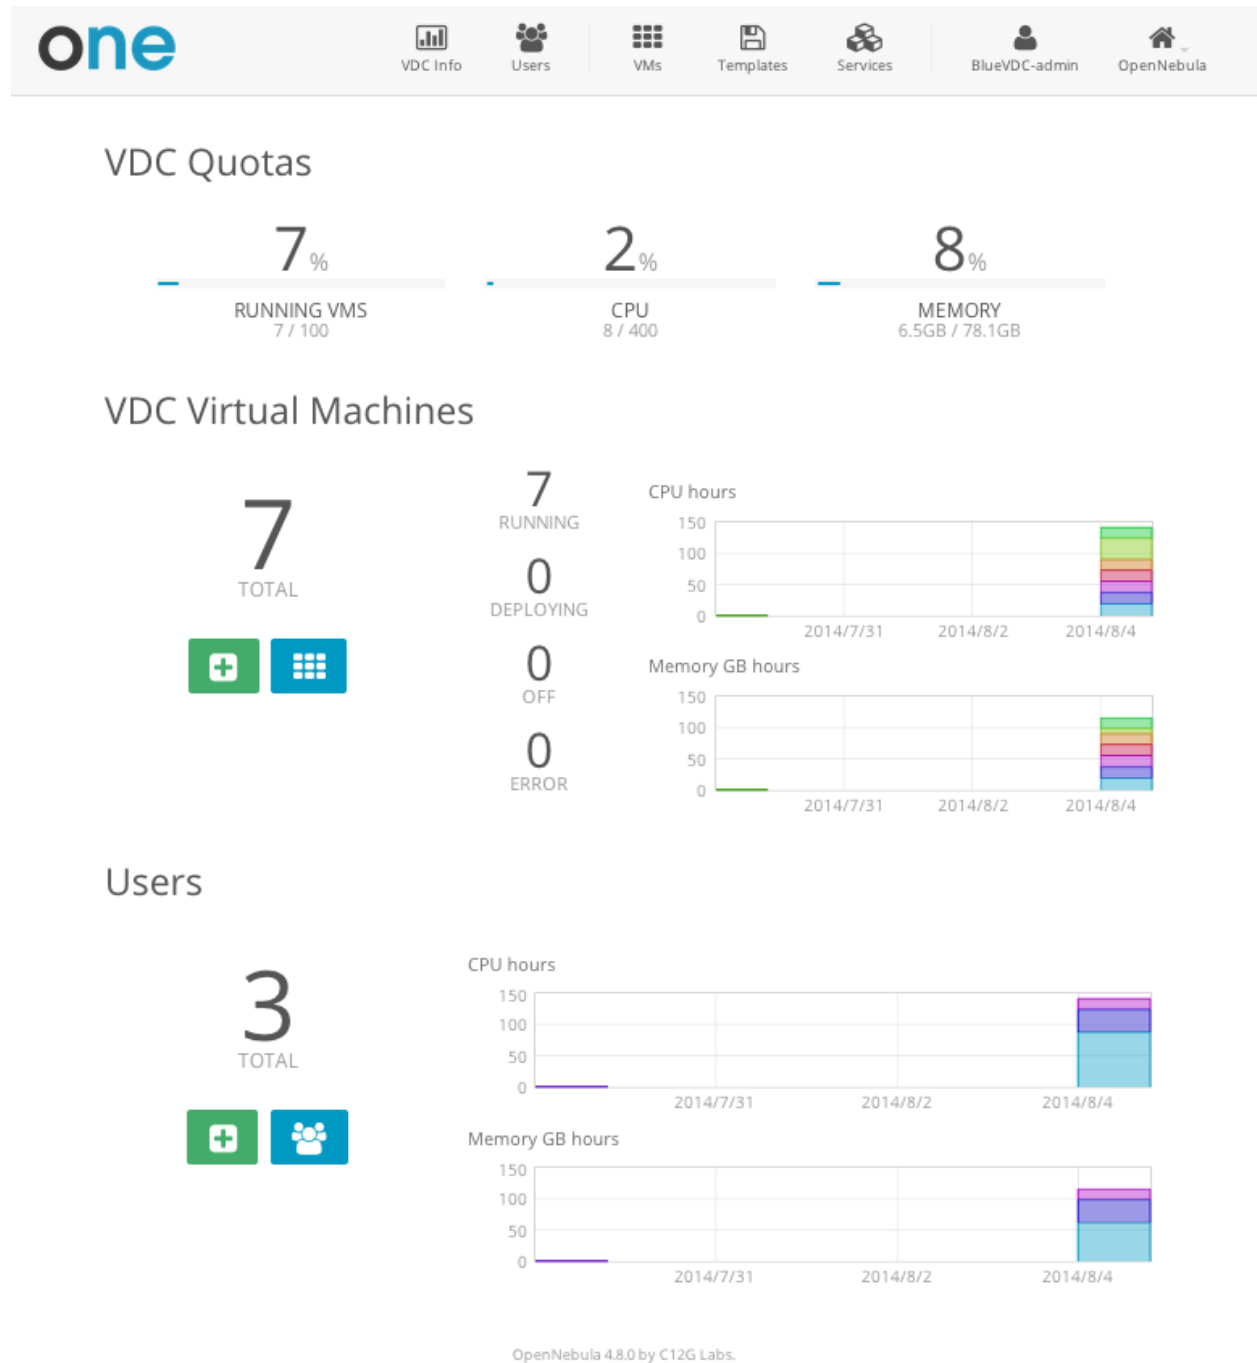 one
VDC Info Users VMs Templates Services BlueVDC-admin OpenNebula
VDC Quotas
7% 2% 8%
RUNNING VMS CPU MEMORY
7 / 100 8 / 400 6.5GB / 78.1GB
VDC Virtual Machines
7
TOTAL
7
RUNNING
0
DEPLOYING
0
OFF
0
ERROR
CPU hours
150
100
50
0
2014/7/31 2014/8/2 2014/8/4
Memory GB hours
150
100
50
0
2014/7/31 2014/8/2 2014/8/4
Users
3
TOTAL
CPU hours
150
100
50
0
2014/7/31 2014/8/2 2014/8/4
Memory GB hours
150
100
50
0
2014/7/31 2014/8/2 2014/8/4
OpenNebula 4.8.0 by C12G Labs.